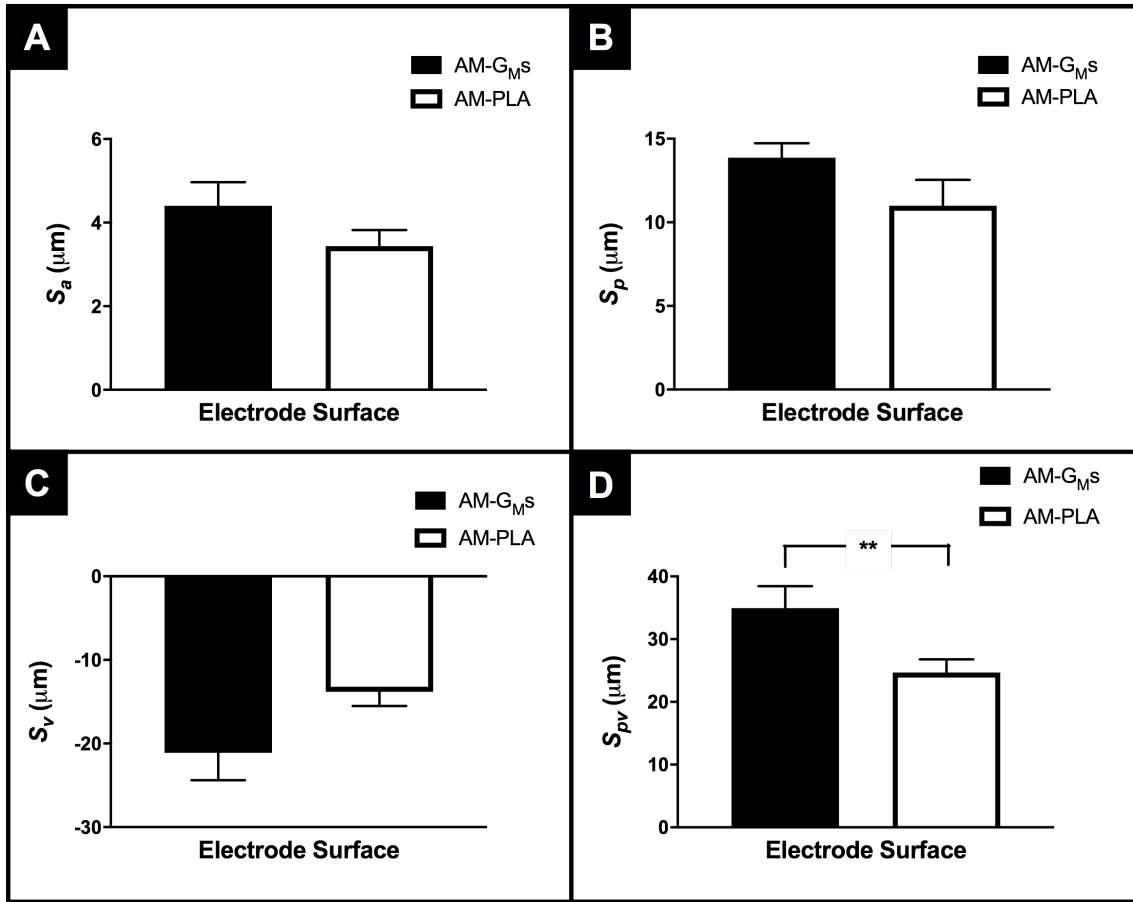 A
AM-GMs
AM-PLA
6
4
2
0
Sa (μm)
Electrode Surface
B
AM-GMs
AM-PLA
15
10
5
0
Sp (μm)
Electrode Surface
C
AM-GMs
AM-PLA
0
-10
-20
-30
Sv (μm)
Electrode Surface
D
AM-GMs
AM-PLA
**
40
30
20
10
0
Spv (μm)
Electrode Surface